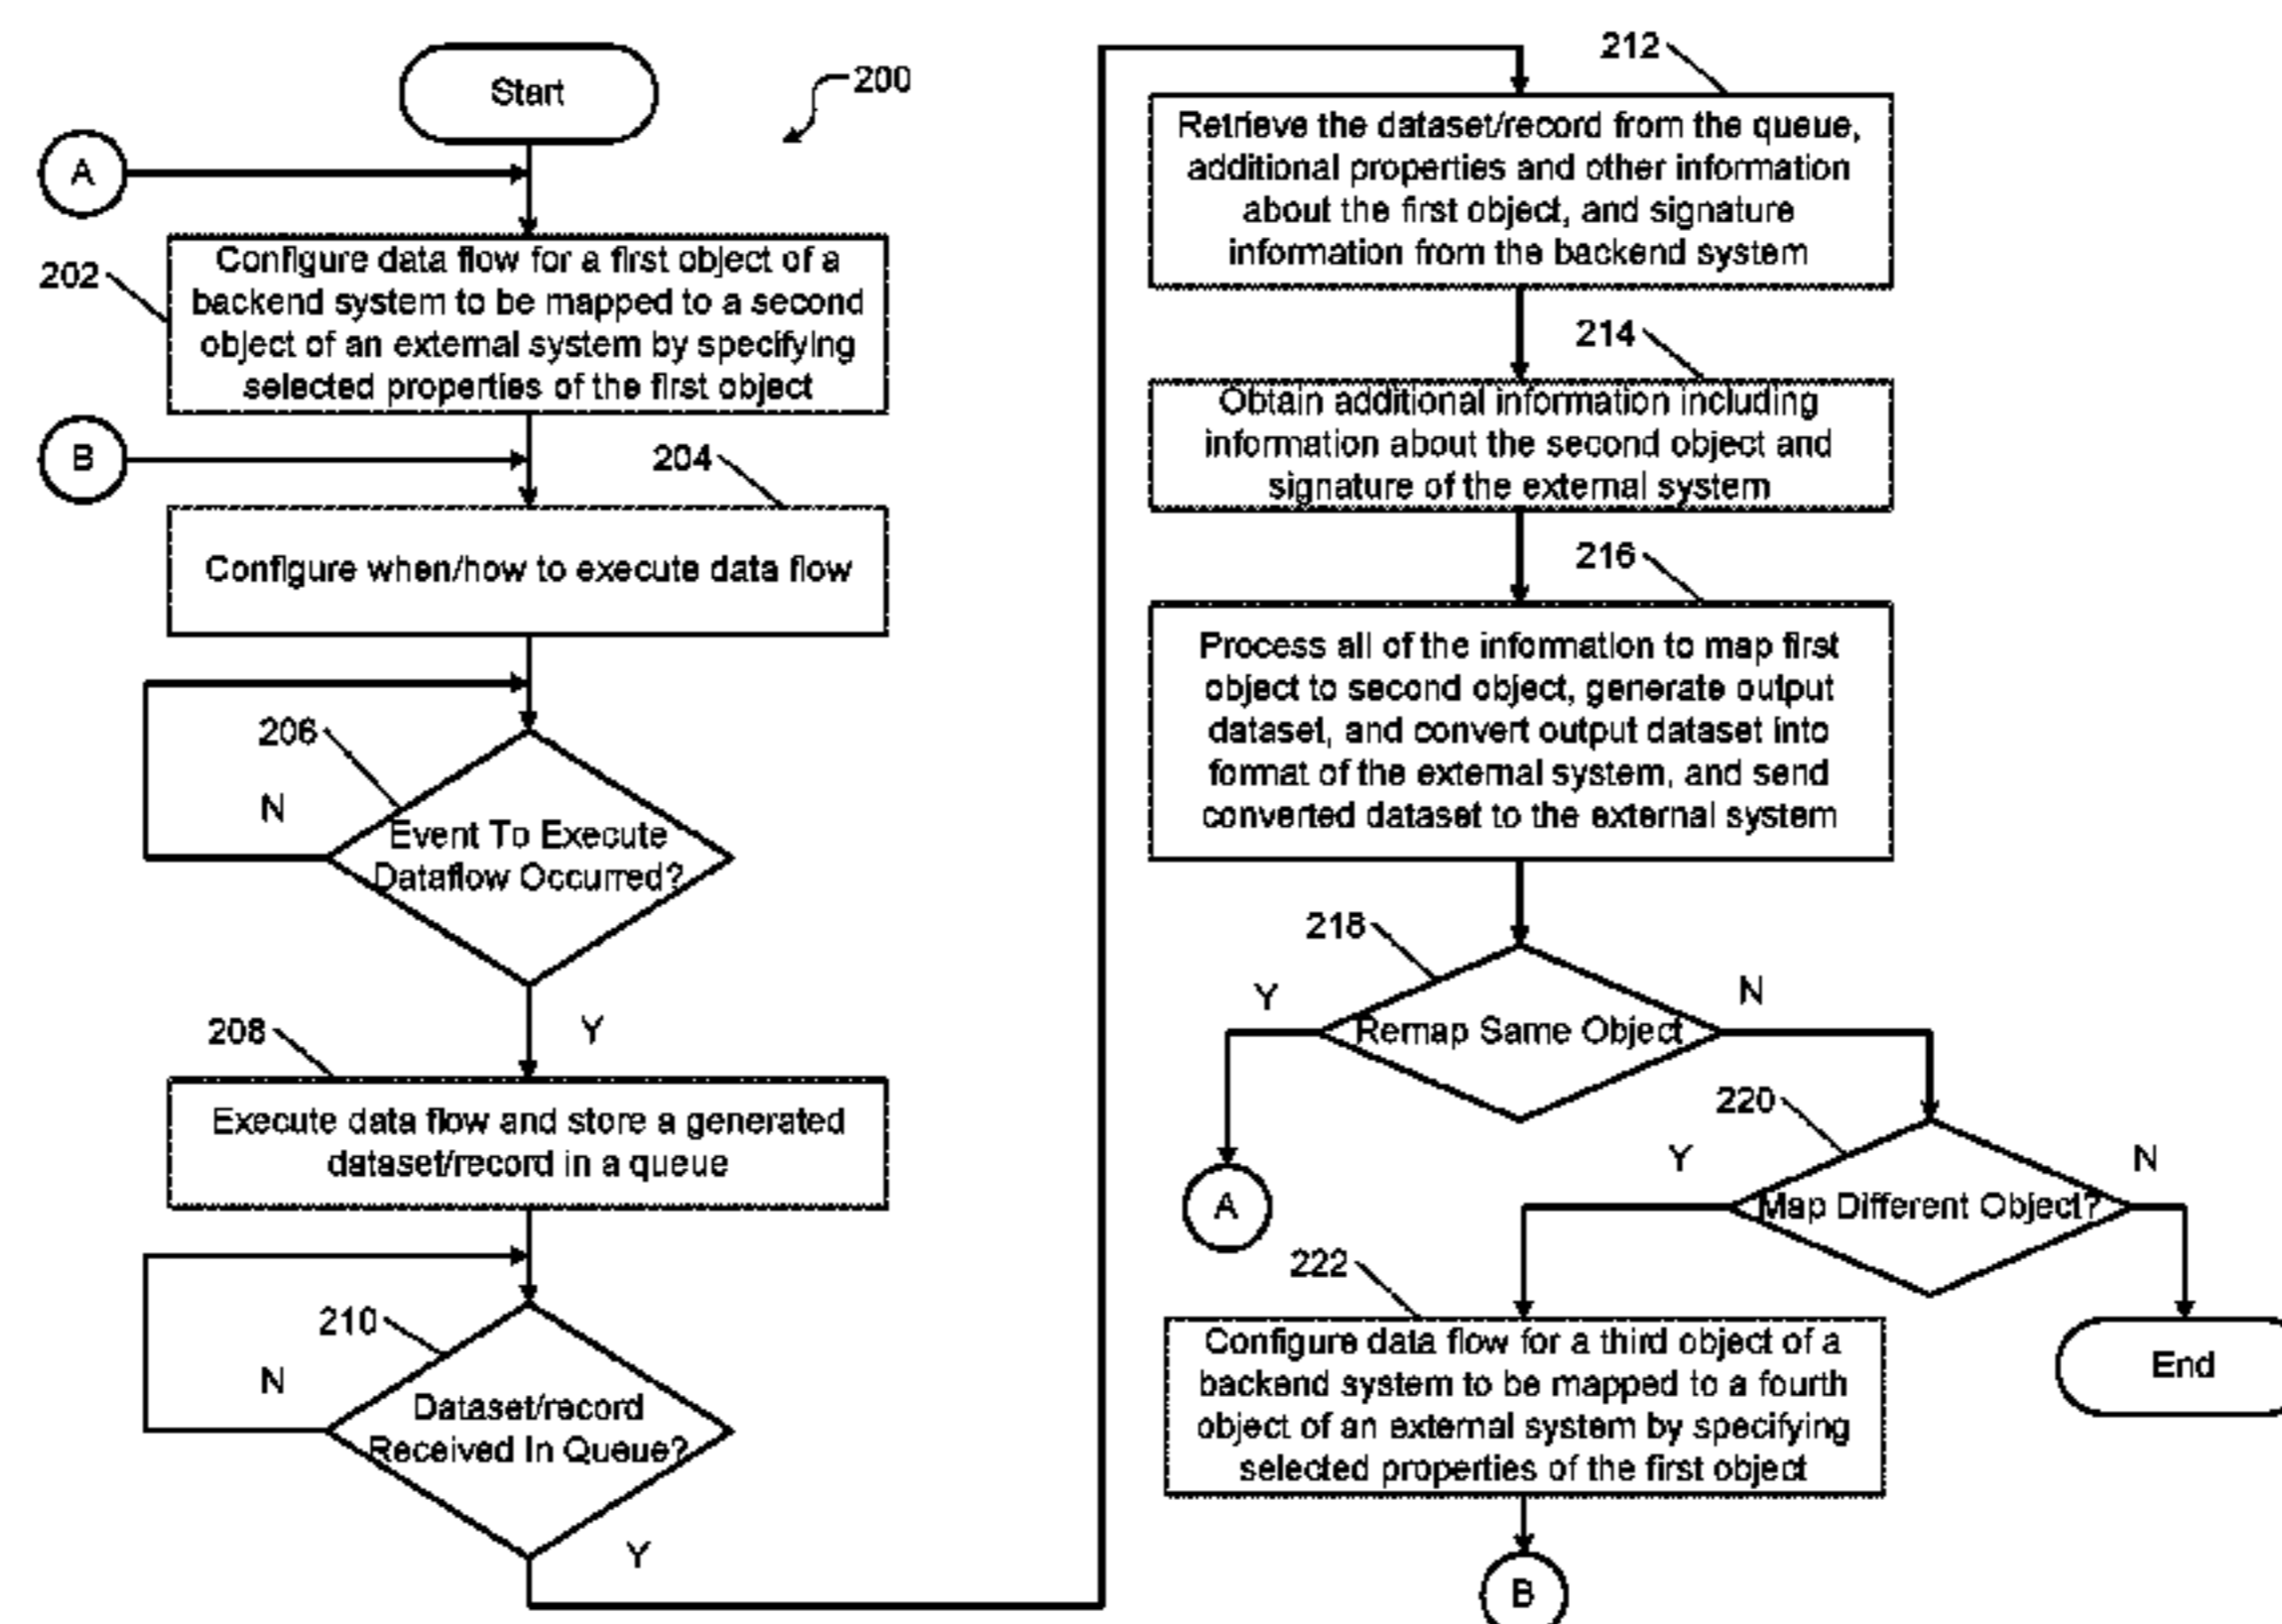 Start
200
A
202
Configure data flow for a first object of a
backend system to be mapped to a second
object of an external system by specifying
selected properties of the first object
B
204
Configure when/how to execute data flow
206
N
Event To Execute
Dataflow Occurred?
Y
208
Execute data flow and store a generated
dataset/record in a queue
210
N
Dataset/record
Received In Queue?
Y
212
Retrieve the dataset/record from the queue,
additional properties and other information
about the first object, and signature
information from the backend system
214
Obtain additional information including
information about the second object and
signature of the external system
216
Process all of the information to map first
object to second object, generate output
dataset, and convert output dataset into
format of the external system, and send
converted dataset to the external system
218
Y
N
Remap Same Object
A
220
Y
N
Map Different Object?
222
Configure data flow for a third object of a
backend system to be mapped to a fourth
object of an external system by specifying
selected properties of the first object
End
B